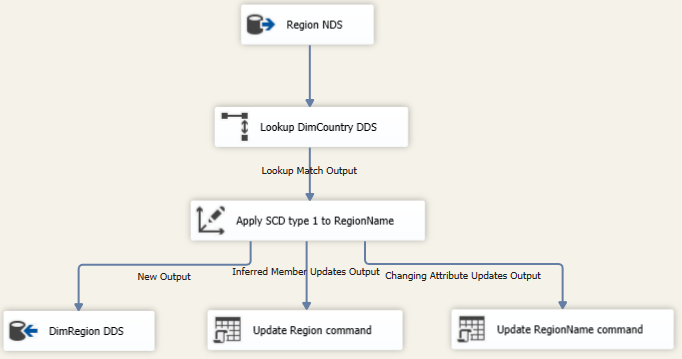 Region NDS
Lookup DimCountry DDS
Lookup Match Output
Apply SCD type 1 to RegionName
New Output
Inferred Member Updates Output
Changing Attribute Updates Output
DimRegion DDS
Update Region command
Update RegionName command